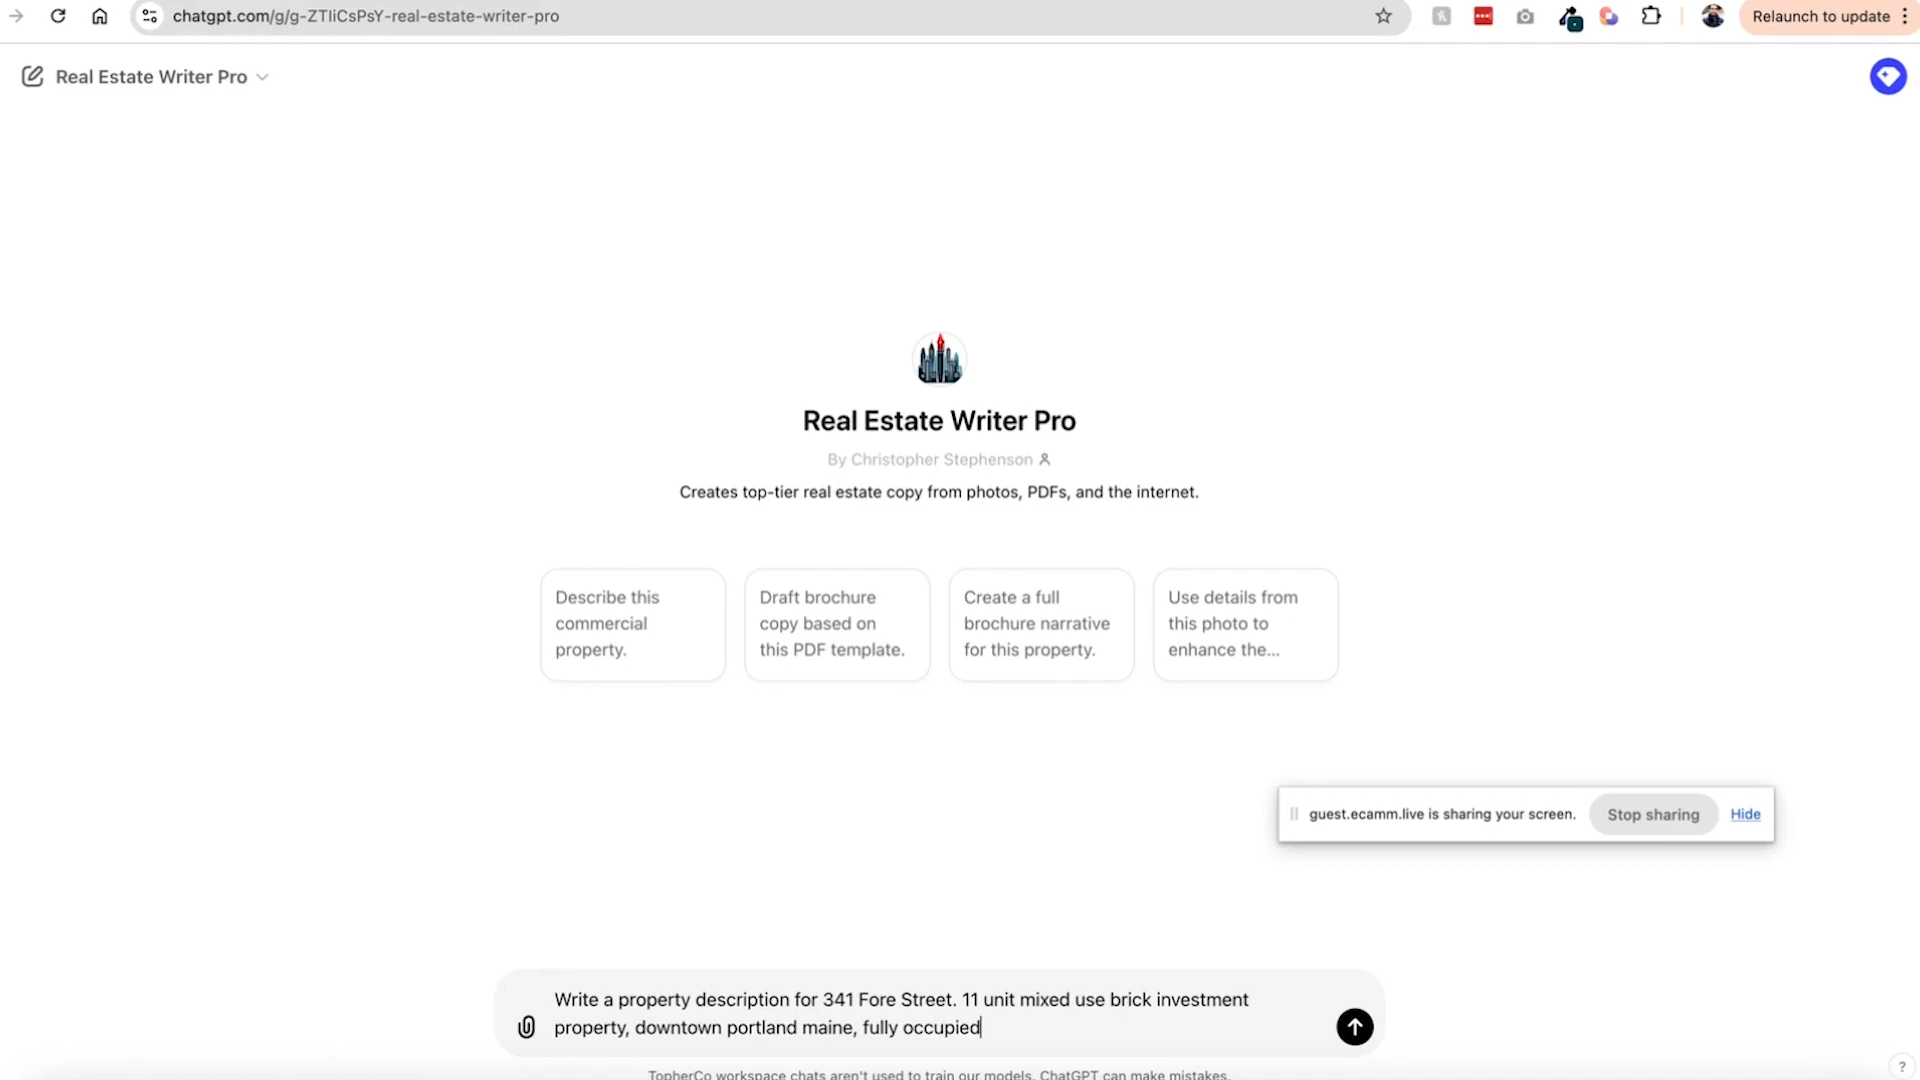 chatgpt.com/g/g-ZTIiCsPsY-real-estate-writer-pro
Relaunch to update
Real Estate Writer Pro
Real Estate Writer Pro
By Christopher Stephenson
Creates top-tier real estate copy from photos, PDFs, and the internet.
Describe this
commercial
property.
Draft brochure
copy based on
this PDF template.
Create a full
brochure narrative
for this property.
Use details from
this photo to
enhance the...
guest.ecamm.live is sharing your screen.
Stop sharing
Hide
Write a property description for 341 Fore Street. 11 unit mixed use brick investment
property, downtown portland maine, fully occupied
TopherCo workspace chats aren't used to train our models. ChatGPT can make mistakes.
?